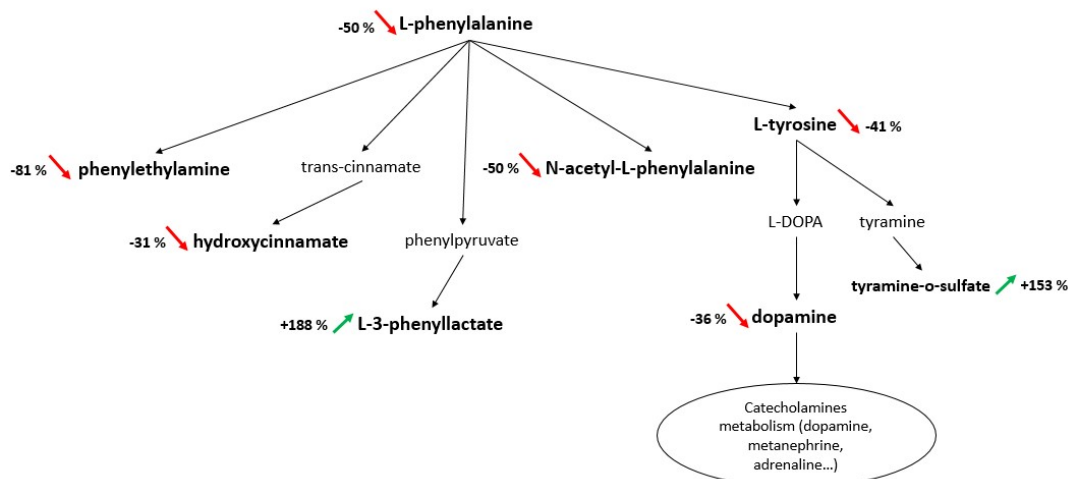 -50 % L-phenylalanine
L-tyrosine -41 %
-81 % phenylethylamine
trans-cinnamate
-50 % N-acetyl-L-phenylalanine
-31 % hydroxycinnamate
phenylpyruvate
L-DOPA
tyramine
tyramine-o-sulfate +153 %
+188 % L-3-phenyllactate
-36 % dopamine
Catecholamines
metabolism (dopamine,
metanephrine,
adrenaline...)